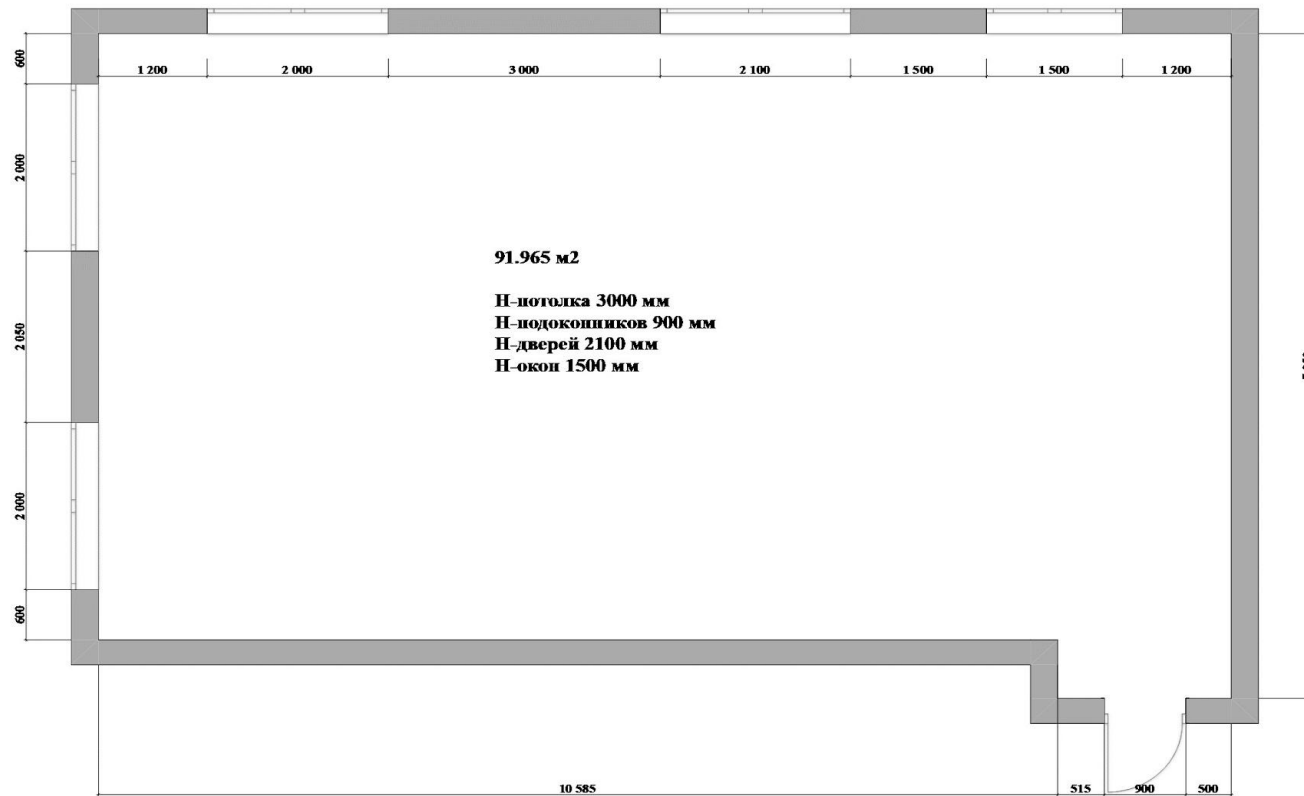 1 200 2 000 3 000 2 100 1 500 1 500 1 200
600
2 000
2 050
2 000
600
91.965 м2
Н-потолка 3000 мм
Н-подоконников 900 мм
Н-дверей 2100 мм
Н-окон 1500 мм
10 585 515 900 500